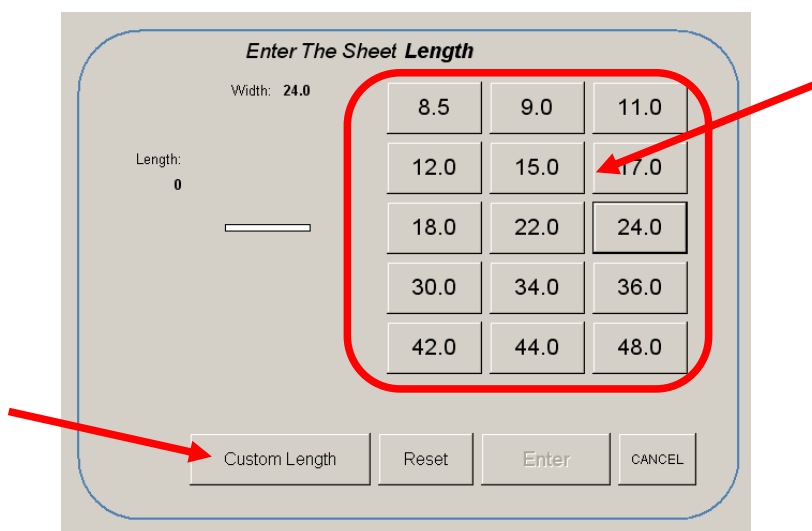 Enter The Sheet Length
Width: 24.0
8.5 9.0 11.0
Length:
0
12.0 15.0 17.0
18.0 22.0 24.0
30.0 34.0 36.0
42.0 44.0 48.0
Custom Length Reset Enter CANCEL